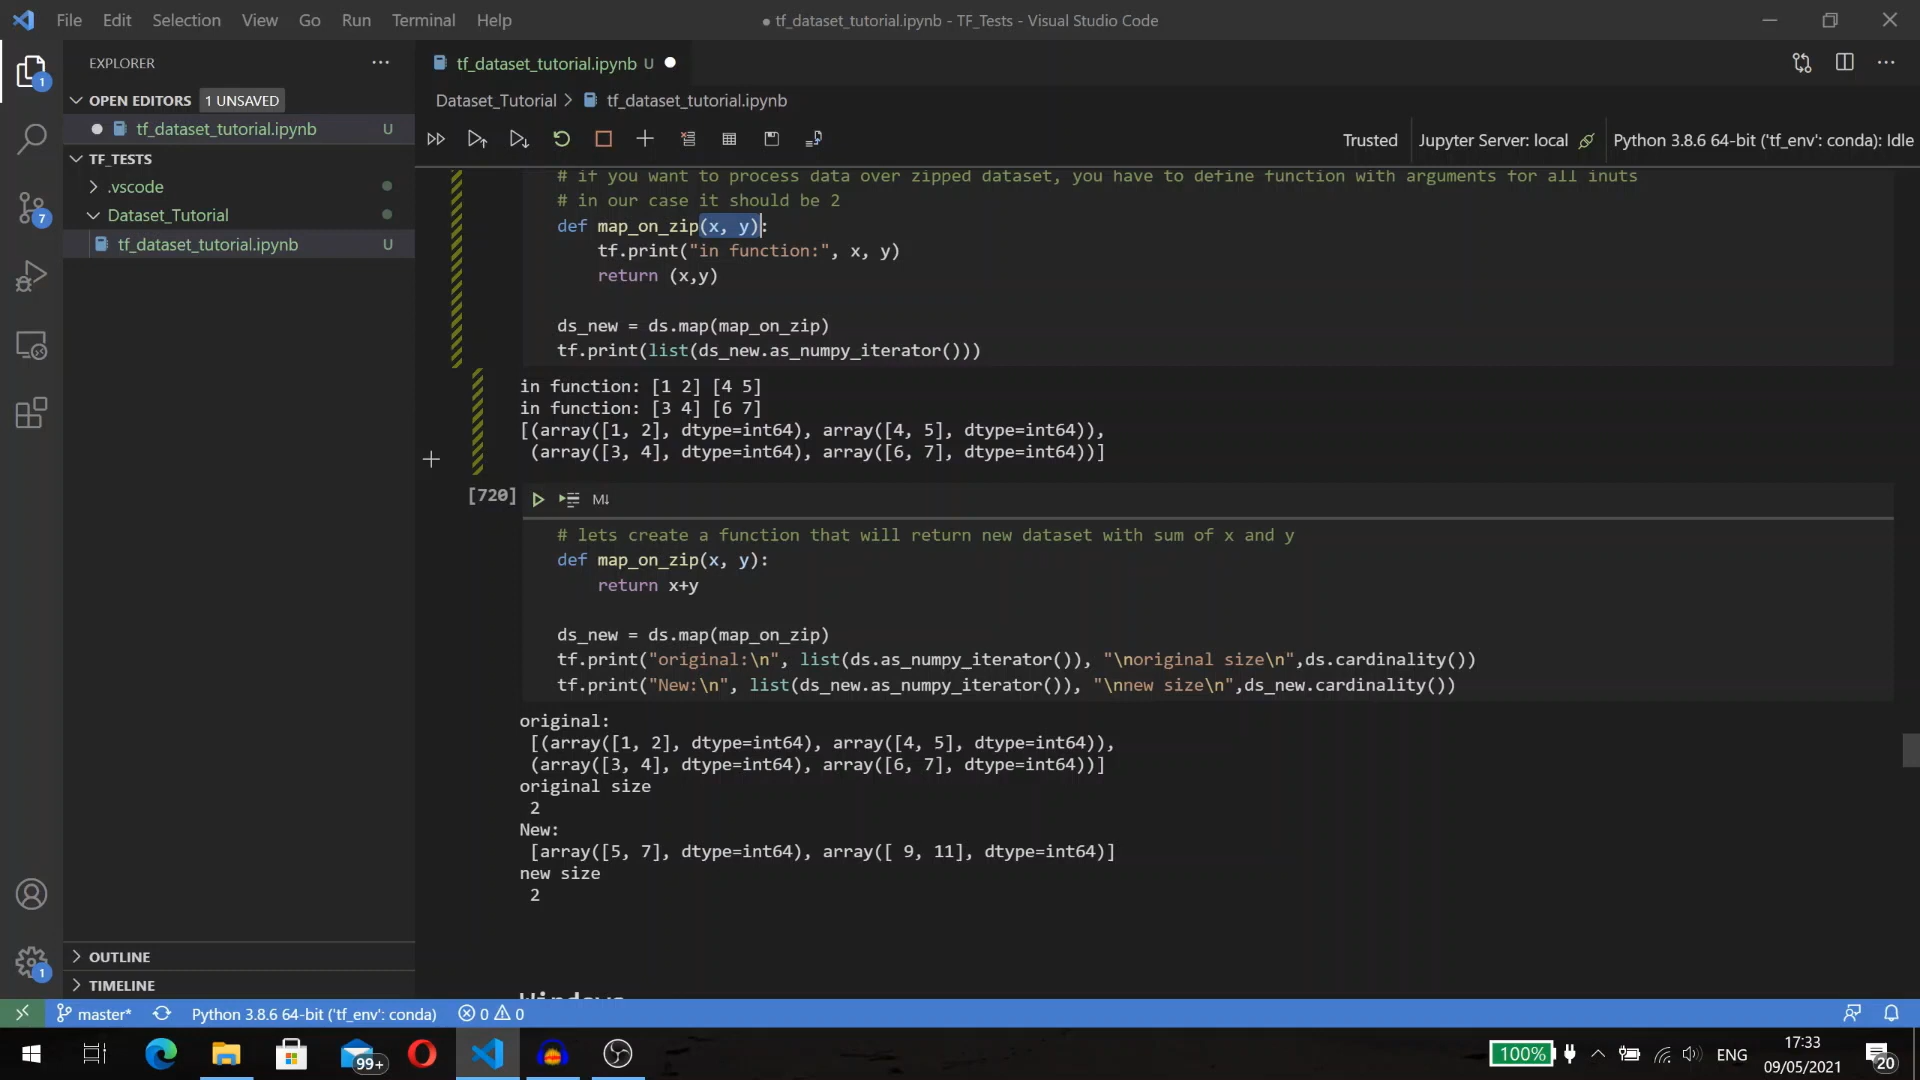 File Edit Selection View Go Run Terminal Help
● tf_dataset_tutorial.ipynb - TF_Tests - Visual Studio Code
EXPLORER
tf_dataset_tutorial.ipynb U
OPEN EDITORS 1 UNSAVED
Dataset_Tutorial > tf_dataset_tutorial.ipynb
tf_dataset_tutorial.ipynb U
Trusted
Jupyter Server: local
Python 3.8.6 64-bit ('tf_env': conda): Idle
TF_TESTS
.vscode
Dataset_Tutorial
tf_dataset_tutorial.ipynb U
# if you want to process data over zipped dataset, you have to define function with arguments for all inuts
# in our case it should be 2
def map_on_zip(x, y):
tf.print("in function:", x, y)
return (x,y)
ds_new = ds.map(map_on_zip)
tf.print(list(ds_new.as_numpy_iterator()))
in function: [1 2] [4 5]
in function: [3 4] [6 7]
[(array([1, 2], dtype=int64), array([4, 5], dtype=int64)),
(array([3, 4], dtype=int64), array([6, 7], dtype=int64))]
[720]
M↓
# lets create a function that will return new dataset with sum of x and y
def map_on_zip(x, y):
return x+y
ds_new = ds.map(map_on_zip)
tf.print("original:\n", list(ds.as_numpy_iterator()), "\noriginal size\n",ds.cardinality())
tf.print("New:\n", list(ds_new.as_numpy_iterator()), "\nnew size\n",ds_new.cardinality())
original:
[(array([1, 2], dtype=int64), array([4, 5], dtype=int64)),
(array([3, 4], dtype=int64), array([6, 7], dtype=int64))]
original size
2
New:
[array([5, 7], dtype=int64), array([ 9, 11], dtype=int64)]
new size
2
OUTLINE
TIMELINE
1
7
1
master*
Python 3.8.6 64-bit ('tf_env': conda)
0
0
99+
100%
ENG
17:33
09/05/2021
20